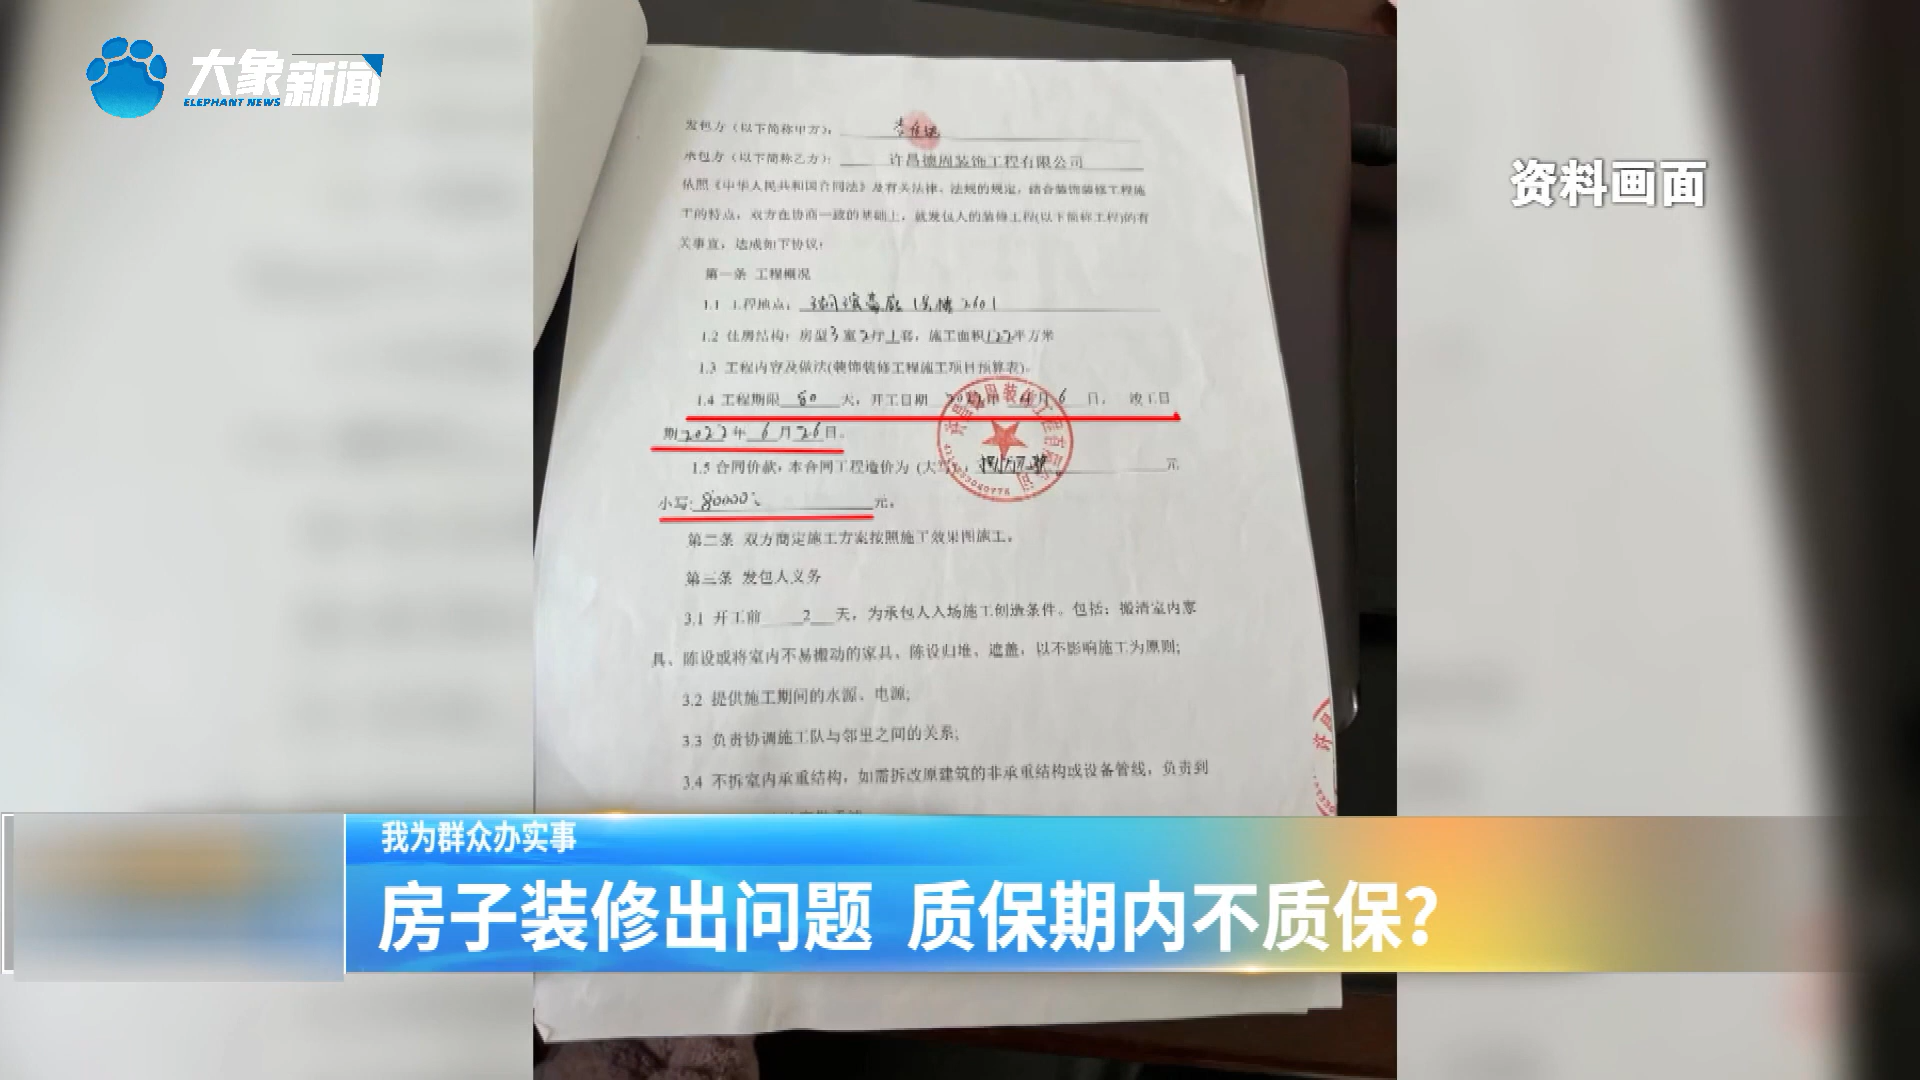 大象新闻
ELEPHANT NEWS
资料画面
发包方（以下简称甲方）：
承包方（以下简称乙方）： 许昌德周装饰工程有限公司
依照《中华人民共和国合同法》及有关法律、法规的规定，结合装饰装修工程施
工的特点，双方在协商一致的基础上，就发包人的装修工程(以下简称工程)的有
关事宜，达成如下协议：
第一条 工程概况
1.1 工程地点： 1号楼2601
1.2 住房结构：房型3室2厅1套，施工面积122平方米
1.3 工程内容及做法(装饰装修工程施工项目预算表)。
1.4 工程期限 80 天，开工日期 2022年 4月 6 日， 竣工日
期2022年 6 月 26日。
1.5 合同价款：本合同工程造价为（大写）： 元
小写：80000 元。
第二条 双方商定施工方案按照施工效果图施工。
第三条 发包人义务
3.1 开工前 2 天，为承包人入场施工创造条件。包括：搬清室内家
具、陈设或将室内不易搬动的家具、陈设归堆、遮盖，以不影响施工为原则;
3.2 提供施工期间的水源、电源;
3.3 负责协调施工队与邻里之间的关系;
3.4 不拆室内承重结构，如需拆改原建筑的非承重结构或设备管线，负责到
我为群众办实事
房子装修出问题 质保期内不质保?